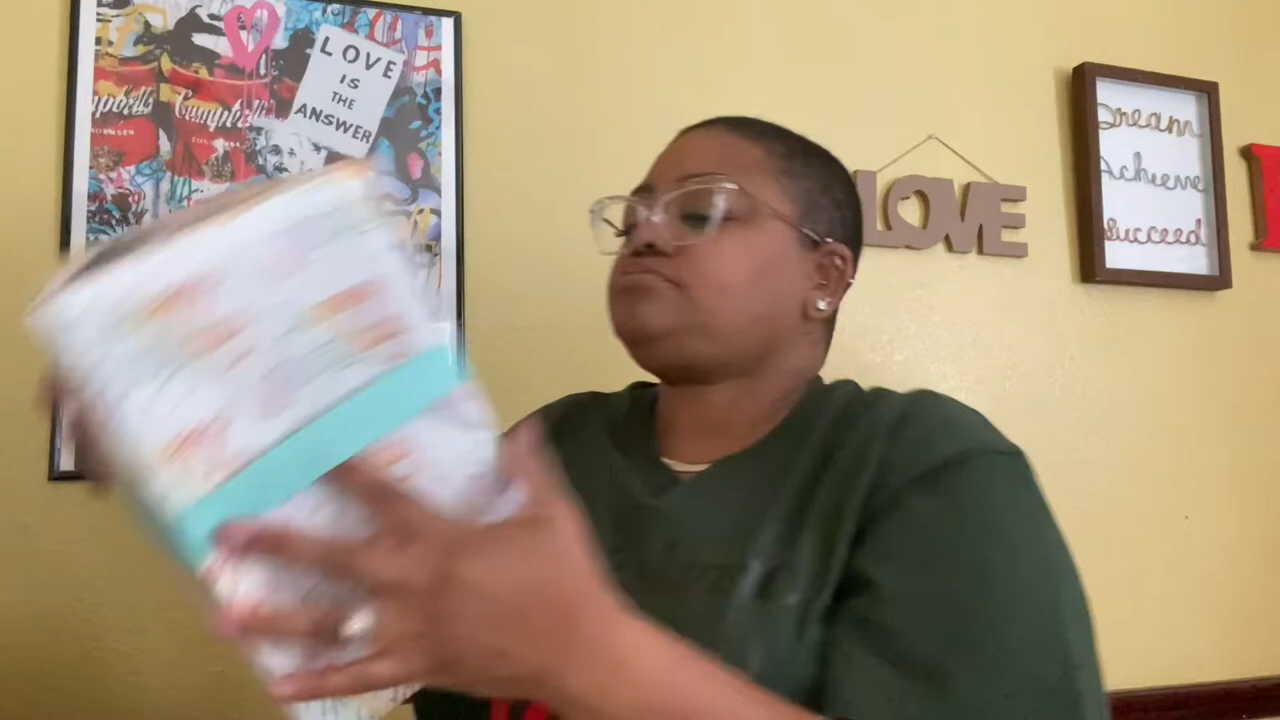 LOVE
IS
THE
ANSWER
Campbell's
LOVE
Dream
Achieve
Succeed